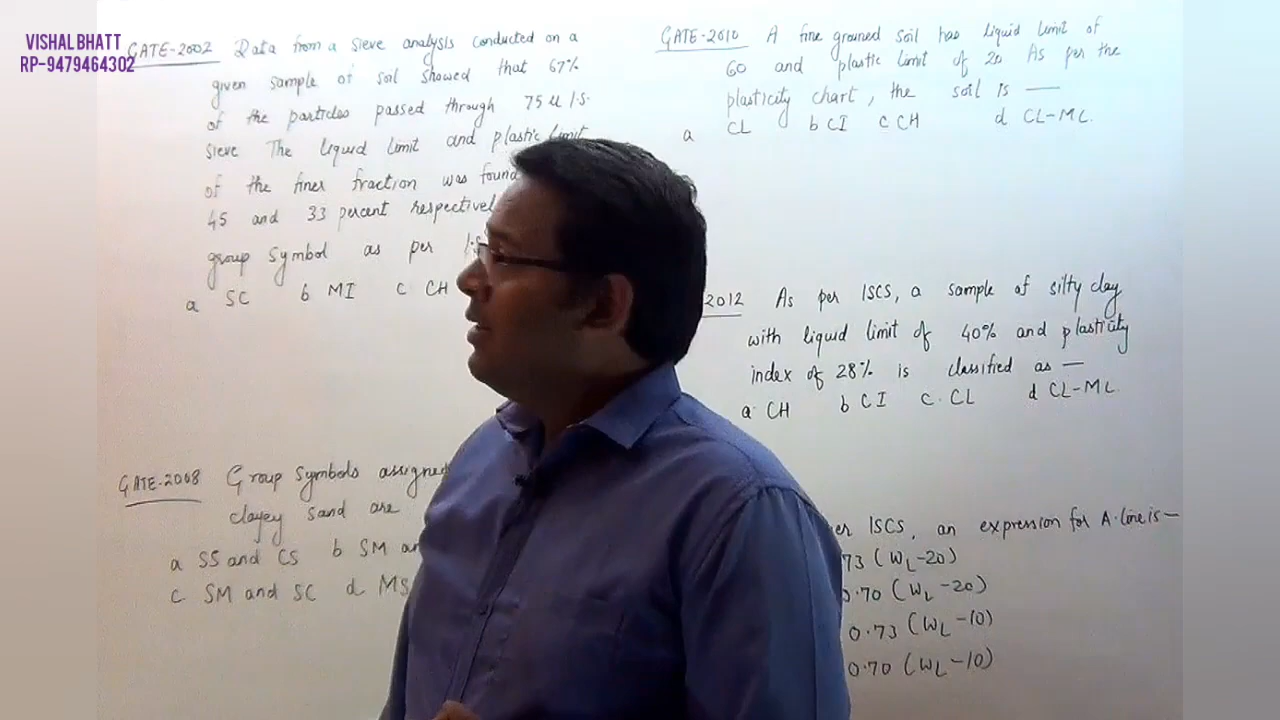 VISHAL BHATT
RP-9479464302
GATE-2002 Data from a sieve analysis conducted on a
given sample of soil showed that 67%
of the particles passed through 75 µ I.S.
sieve The liquid limit and plastic limit
of the finer fraction was found
45 and 33 percent respectivel
group symbol as per I.S
a SC b MI c CH
GATE-2008 Group Symbols assigned
clayey sand are
a SS and CS b SM an
c SM and SC d MS
GATE-2010 A fine grained soil has liquid limit of
60 and plastic limit of 20 As per the
plasticity chart, the soil is —
a CL b CI c CH d CL-ML.
2012 As per ISCS, a sample of silty clay
with liquid limit of 40% and plasticity
index of 28% is classified as —
a. CH b CI c. CL d CL-ML.
er ISCS, an expression for A.line is —
73 (WL-20)
0.70 (WL-20)
0.73 (WL-10)
0.70 (WL-10)